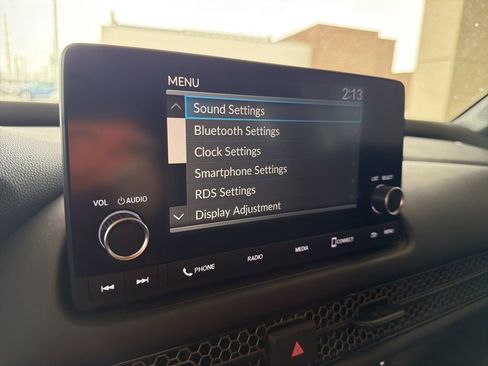 MENU
2:13
Sound Settings
Bluetooth Settings
Clock Settings
Smartphone Settings
RDS Settings
Display Adjustment
VOL AUDIO
LIST SELECT
PHONE RADIO MEDIA CONNECT MENU